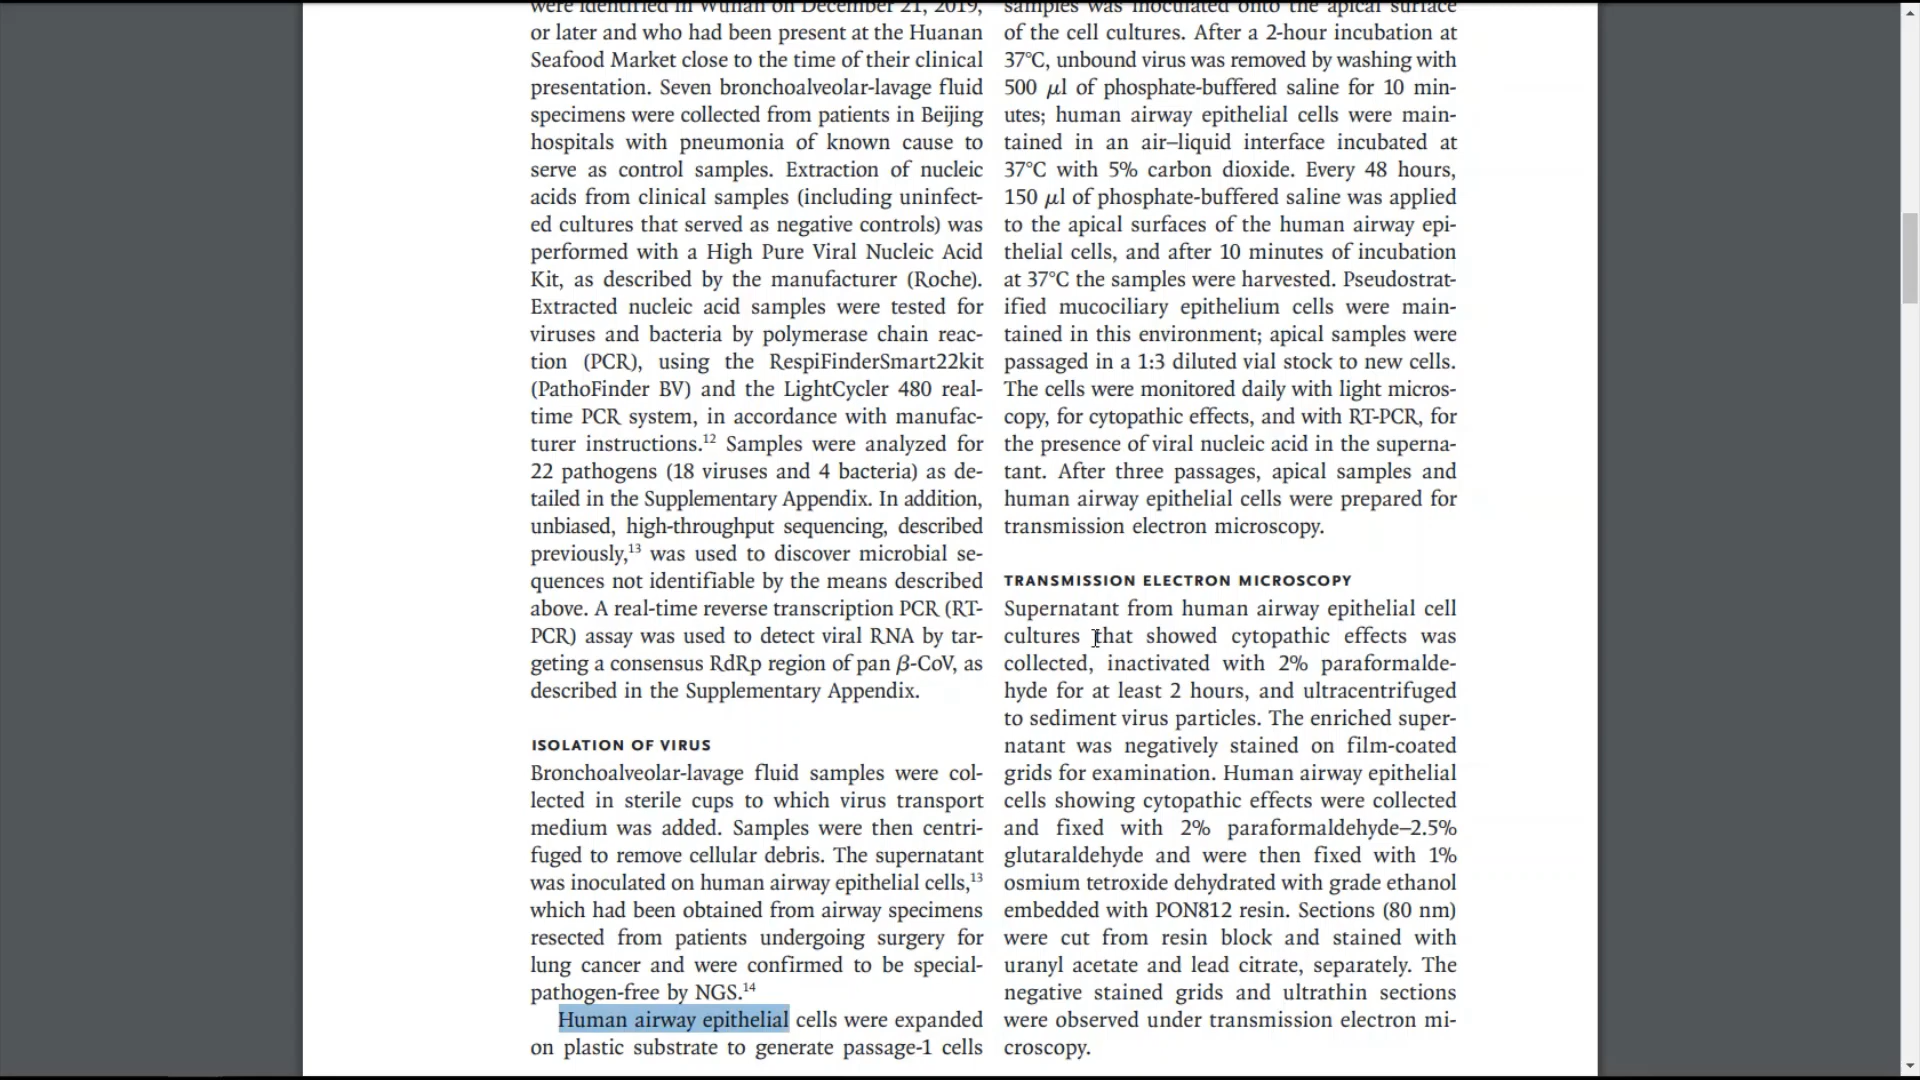 were identified in Wuhan on December 21, 2019,
or later and who had been present at the Huanan
Seafood Market close to the time of their clinical
presentation. Seven bronchoalveolar-lavage fluid
specimens were collected from patients in Beijing
hospitals with pneumonia of known cause to
serve as control samples. Extraction of nucleic
acids from clinical samples (including uninfect-
ed cultures that served as negative controls) was
performed with a High Pure Viral Nucleic Acid
Kit, as described by the manufacturer (Roche).
Extracted nucleic acid samples were tested for
viruses and bacteria by polymerase chain reac-
tion (PCR), using the RespiFinderSmart22kit
(PathoFinder BV) and the LightCycler 480 real-
time PCR system, in accordance with manufac-
turer instructions.12 Samples were analyzed for
22 pathogens (18 viruses and 4 bacteria) as de-
tailed in the Supplementary Appendix. In addition,
unbiased, high-throughput sequencing, described
previously,13 was used to discover microbial se-
quences not identifiable by the means described
above. A real-time reverse transcription PCR (RT-
PCR) assay was used to detect viral RNA by tar-
geting a consensus RdRp region of pan β-CoV, as
described in the Supplementary Appendix.
ISOLATION OF VIRUS
Bronchoalveolar-lavage fluid samples were col-
lected in sterile cups to which virus transport
medium was added. Samples were then centri-
fuged to remove cellular debris. The supernatant
was inoculated on human airway epithelial cells,13
which had been obtained from airway specimens
resected from patients undergoing surgery for
lung cancer and were confirmed to be special-
pathogen-free by NGS.14
Human airway epithelial cells were expanded
on plastic substrate to generate passage-1 cells
samples was inoculated onto the apical surface
of the cell cultures. After a 2-hour incubation at
37°C, unbound virus was removed by washing with
500 μl of phosphate-buffered saline for 10 min-
utes; human airway epithelial cells were main-
tained in an air–liquid interface incubated at
37°C with 5% carbon dioxide. Every 48 hours,
150 μl of phosphate-buffered saline was applied
to the apical surfaces of the human airway epi-
thelial cells, and after 10 minutes of incubation
at 37°C the samples were harvested. Pseudostrat-
ified mucociliary epithelium cells were main-
tained in this environment; apical samples were
passaged in a 1:3 diluted vial stock to new cells.
The cells were monitored daily with light micros-
copy, for cytopathic effects, and with RT-PCR, for
the presence of viral nucleic acid in the superna-
tant. After three passages, apical samples and
human airway epithelial cells were prepared for
transmission electron microscopy.
TRANSMISSION ELECTRON MICROSCOPY
Supernatant from human airway epithelial cell
cultures that showed cytopathic effects was
collected, inactivated with 2% paraformalde-
hyde for at least 2 hours, and ultracentrifuged
to sediment virus particles. The enriched super-
natant was negatively stained on film-coated
grids for examination. Human airway epithelial
cells showing cytopathic effects were collected
and fixed with 2% paraformaldehyde–2.5%
glutaraldehyde and were then fixed with 1%
osmium tetroxide dehydrated with grade ethanol
embedded with PON812 resin. Sections (80 nm)
were cut from resin block and stained with
uranyl acetate and lead citrate, separately. The
negative stained grids and ultrathin sections
were observed under transmission electron mi-
croscopy.